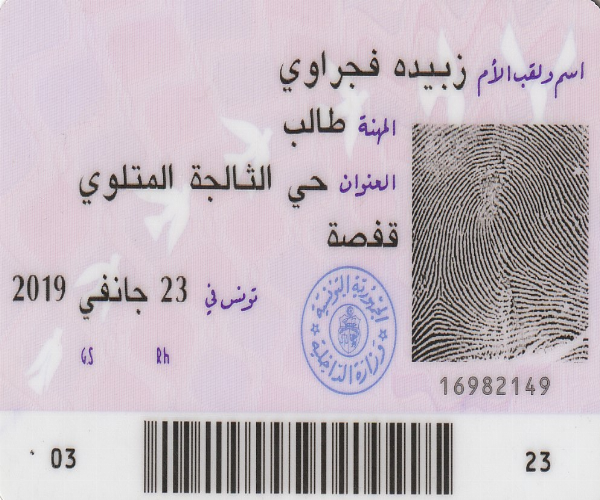 اسم ولقب الأم زبيده فجراوي
المهنة طالب
العنوان حي الثالجة المتلوي
قفصة
تونس في 23 جانفي 2019
GS Rh
الجمهورية التونسية
وزارة الداخلية
16982149
03 23